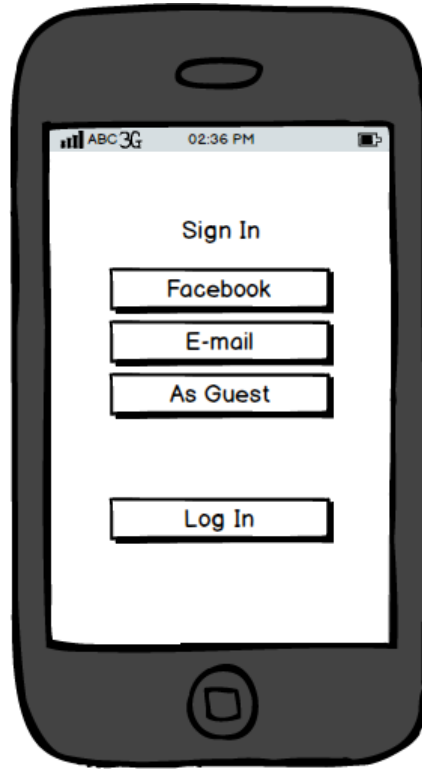 ABC 3G 02:36 PM
Sign In
Facebook
E-mail
As Guest
Log In